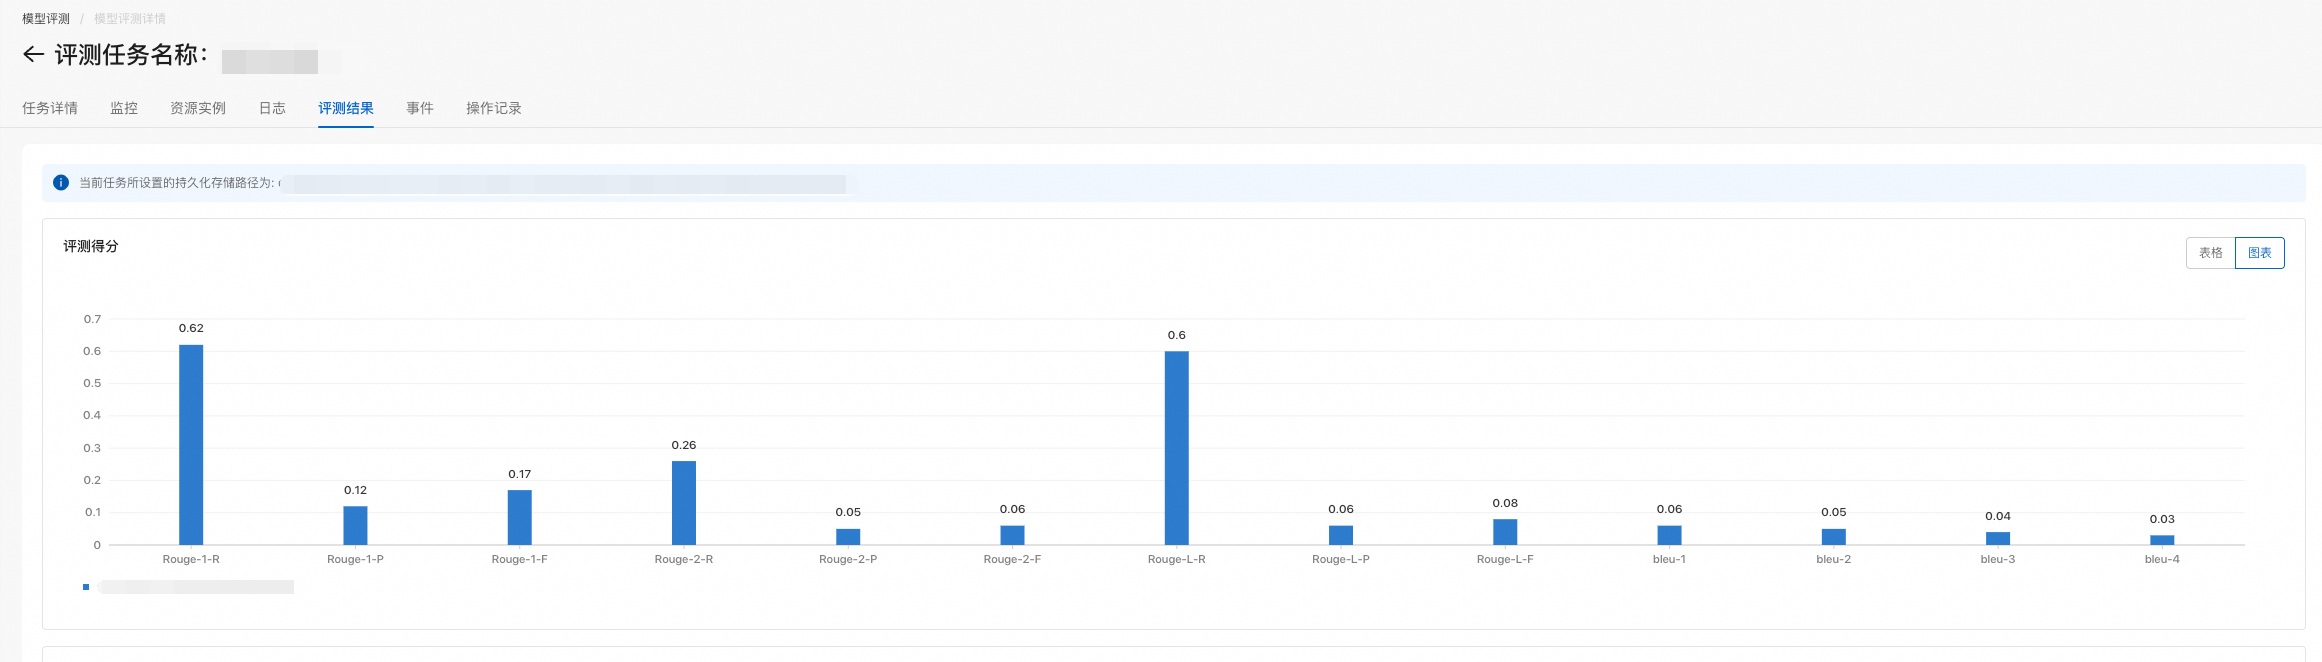 模型评测 / 模型评测详情
评测任务名称：
任务详情 监控 资源实例 日志 评测结果 事件 操作记录
当前任务所设置的持久化存储路径为:
评测得分
表格 图表
0.7
0.6
0.5
0.4
0.3
0.2
0.1
0
0.62 0.12 0.17 0.26 0.05 0.06 0.6 0.06 0.08 0.06 0.05 0.04 0.03
Rouge-1-R Rouge-1-P Rouge-1-F Rouge-2-R Rouge-2-P Rouge-2-F Rouge-L-R Rouge-L-P Rouge-L-F bleu-1 bleu-2 bleu-3 bleu-4